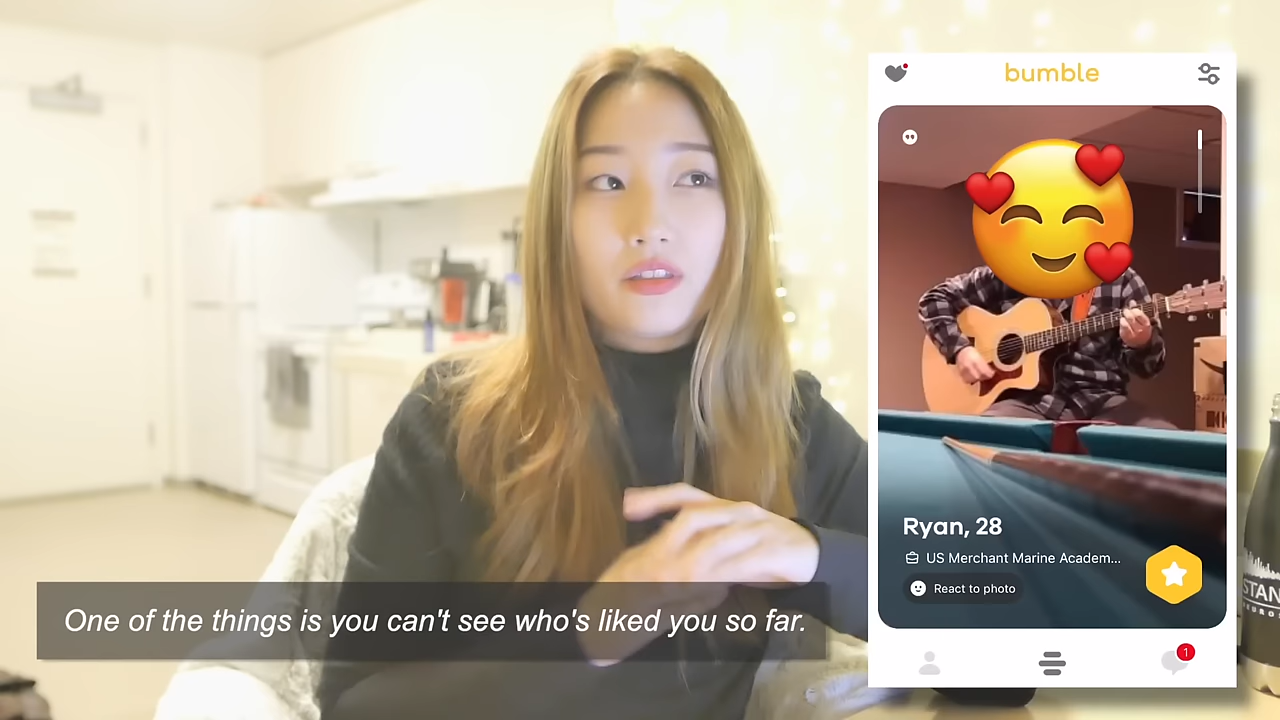 bumble
Ryan, 28
US Merchant Marine Academ...
React to photo
1
One of the things is you can't see who's liked you so far.
STAN